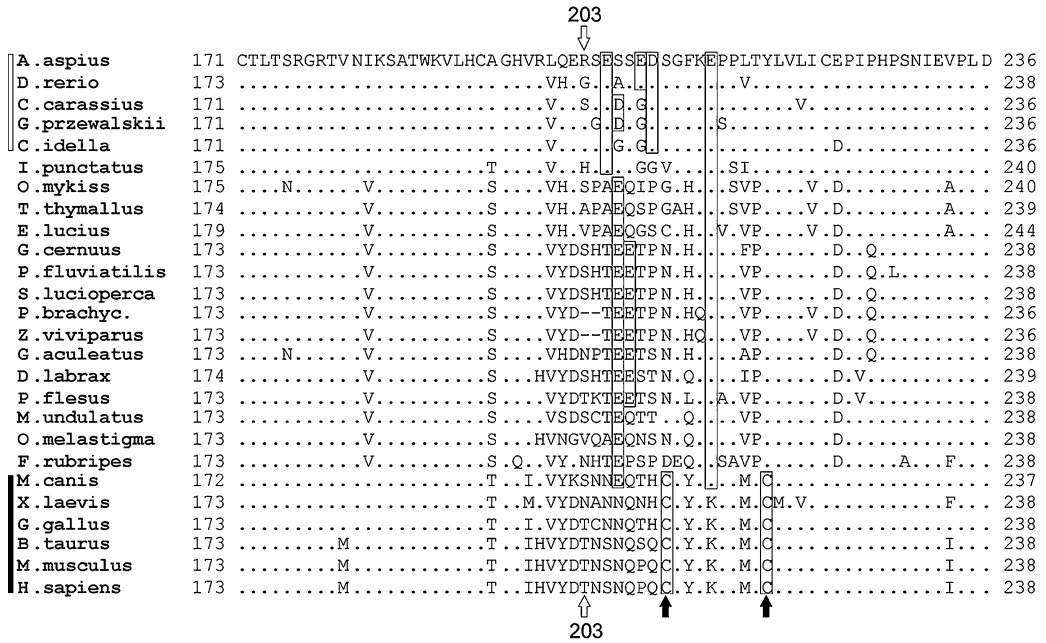 203
A.aspius 171 CTLTSRGRTVNIKSATWKVLHCAGHVRLQERSESSEDSGFKEPPLTYLVLICEPIPHPSNIEVPLD 236
D.rerio 173 ...........................VH.G..A..........V..................... 238
C.carassius 171 ...........................V..S..D.G.............V................ 236
G.przewalskii 171 ...........................V...G.D.G......S....................... 236
C.idella 171 ...........................V.....G.G................D............. 236
I.punctatus 175 ......................T....V..H....GGV.....SI..................... 240
O.mykiss 175 ....N......V..........S....VH.SPAEQIPG.H...SVP....V.D.........A... 240
T.thymallus 174 ...........V..........S....VH.APAEQSPGAH...SVP....V.D.........A... 239
E.lucius 179 ...........V..........S....VH.VPAEQGSC.H..V.VP....V.D.........A... 244
G.cernuus 173 ...........V..........S....VYDSHTEETPN.H....FP......D..Q.......... 238
P.fluviatilis 173 ...........V..........S....VYDSHTEETPN.H....VP......D..Q.L........ 238
S.lucioperca 173 ...........V..........S....VYDSHTEETPN.H....VP......D..Q.......... 238
P.brachyc. 173 ...........V..........S....VYD--TEETPN.HQ...VP....V.D..Q.......... 236
Z.viviparus 173 ...........V..........S....VYD--TEETPN.HQ...VP....V.D..Q.......... 236
G.aculeatus 173 ....N......V..........S....VHDNPTEETSN.H....AP......D..Q.......... 238
D.labrax 174 ...........V..........S...HVYDSHTEESTN.Q....IP......D.V........... 239
P.flesus 173 ...........V..........S....VYDTKTEETSN.L..A.VP......D.V........... 238
M.undulatus 173 ...........V..........S....VSDSCTEQTT..Q....VP......D............. 238
O.melastigma 173 ...........V..........S...HVNGVQAEQNSN.Q....VP......D............. 238
F.rubripes 173 ...........V..........S.Q..VY.NHTEPSPDEQ..SAVP......D.....S...F... 238
M.canis 172 ......................T..I.VYKSNNEQTHC.Y....M.C................... 237
X.laevis 173 ......................T..M.VYDNANNQNHC.Y.K..M.CM.V............F... 238
G.gallus 173 ......................T..I.VYDTCNNQTHC.Y.K..M.C................... 238
B.taurus 173 .........M............T..IHVYDTNSNQSQC.Y.K..M.C...............I... 238
M.musculus 173 .........M............T..IHVYDTNSNQPQC.Y.K..M.C...............I... 238
H.sapiens 173 .........M............A..IHVYDTNSNQPQC.Y.K..M.C...............I... 238
203